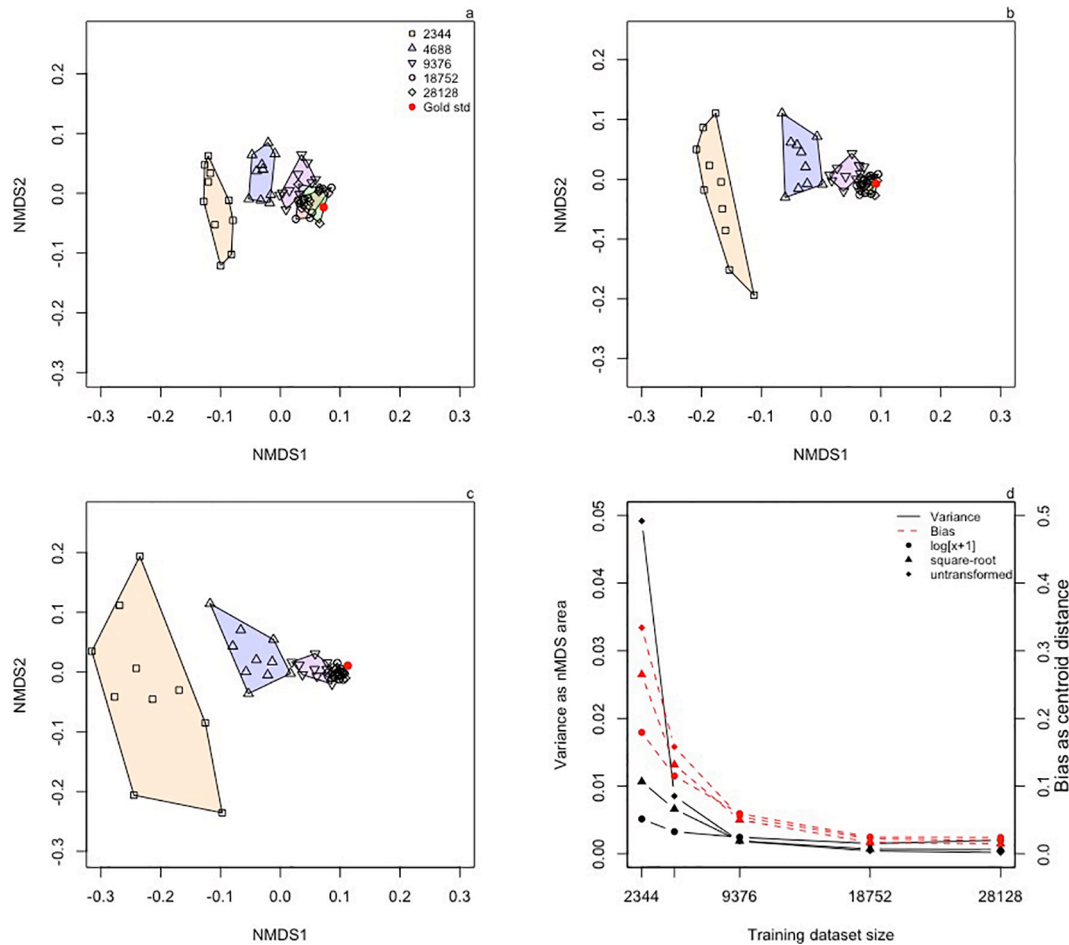 a
2344
4688
9376
18752
28128
Gold std
NMDS2
0.2
0.1
0.0
-0.1
-0.2
-0.3
-0.3 -0.2 -0.1 0.0 0.1 0.2 0.3
NMDS1
b
NMDS2
0.2
0.1
0.0
-0.1
-0.2
-0.3
-0.3 -0.2 -0.1 0.0 0.1 0.2 0.3
NMDS1
c
NMDS2
0.2
0.1
0.0
-0.1
-0.2
-0.3
-0.3 -0.2 -0.1 0.0 0.1 0.2 0.3
NMDS1
d
Variance
Bias
log[x+1]
square-root
untransformed
Variance as nMDS area
0.05
0.04
0.03
0.02
0.01
0.00
Bias as centroid distance
0.5
0.4
0.3
0.2
0.1
0.0
2344 9376 18752 28128
Training dataset size